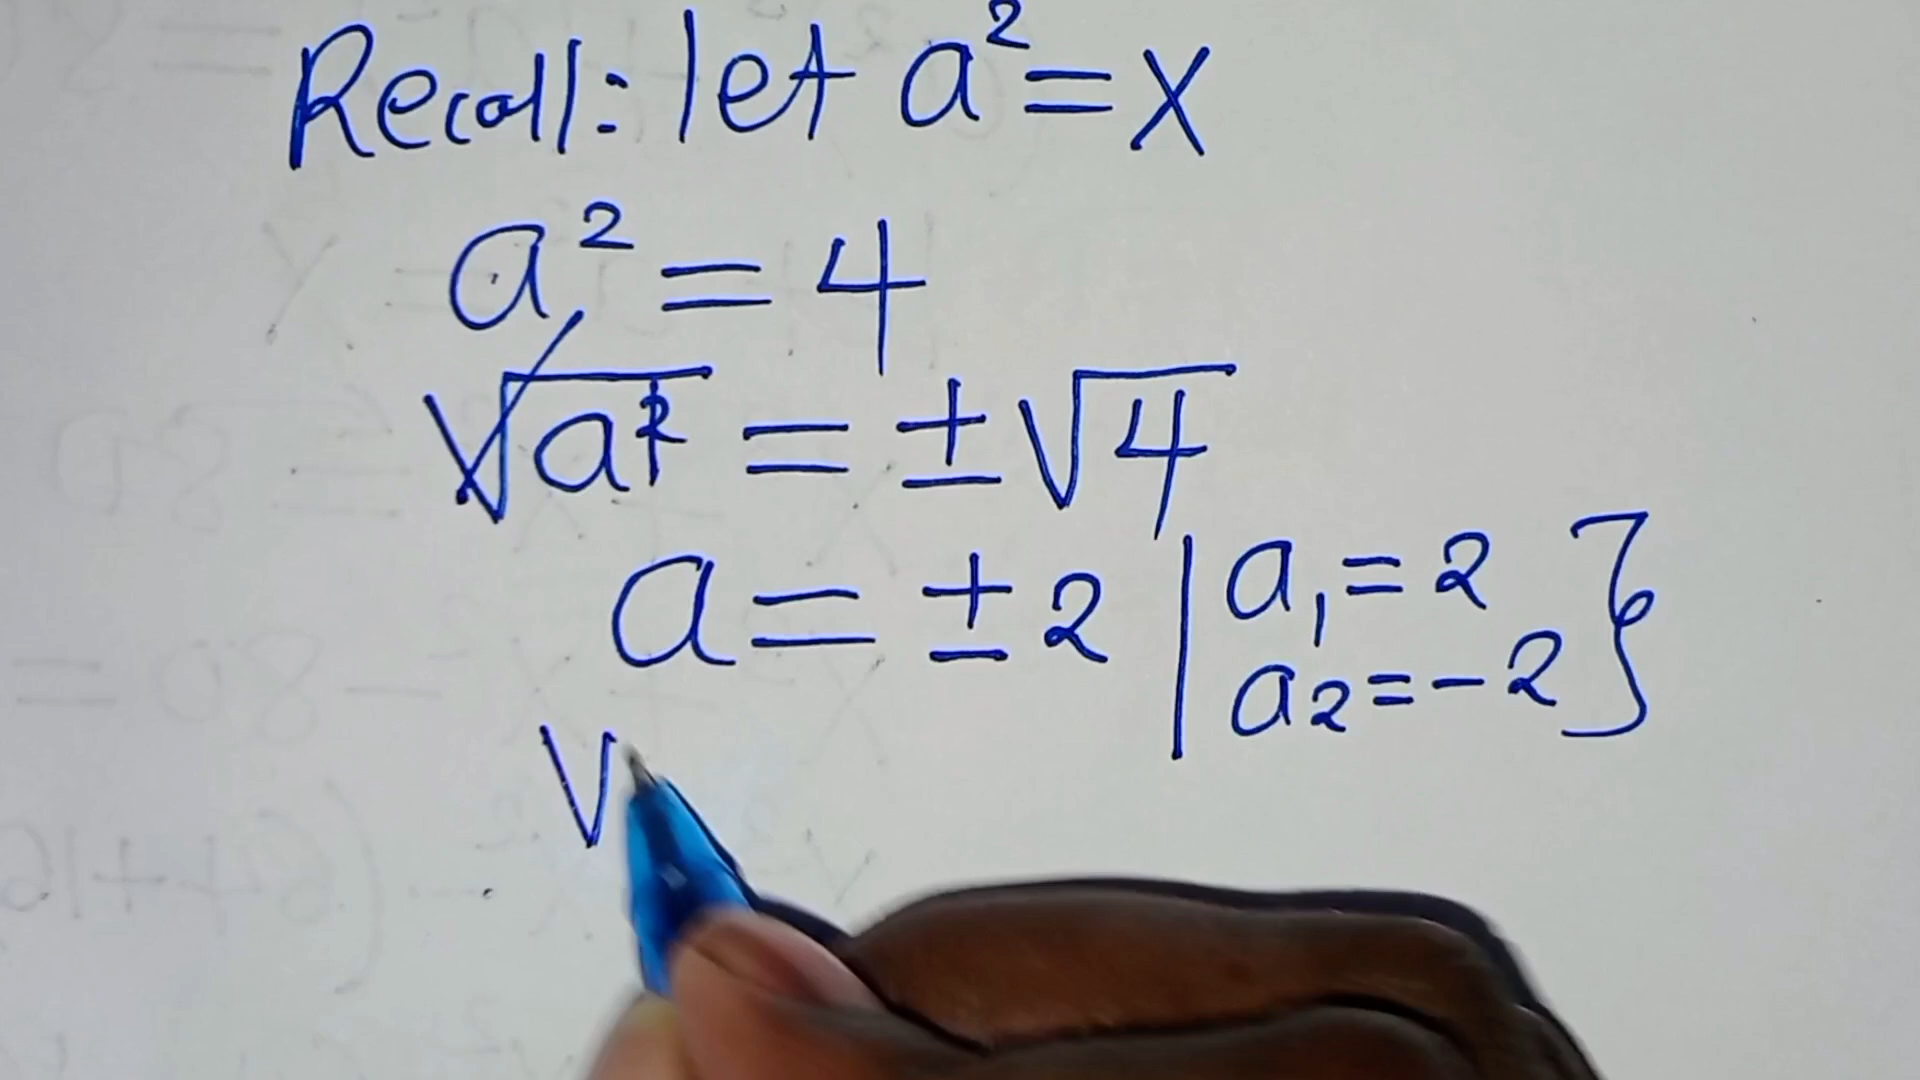 Recall: let a² = x
a² = 4
√a² = ±√4
a = ±2 | a₁ = 2
a₂ = -2 }
√